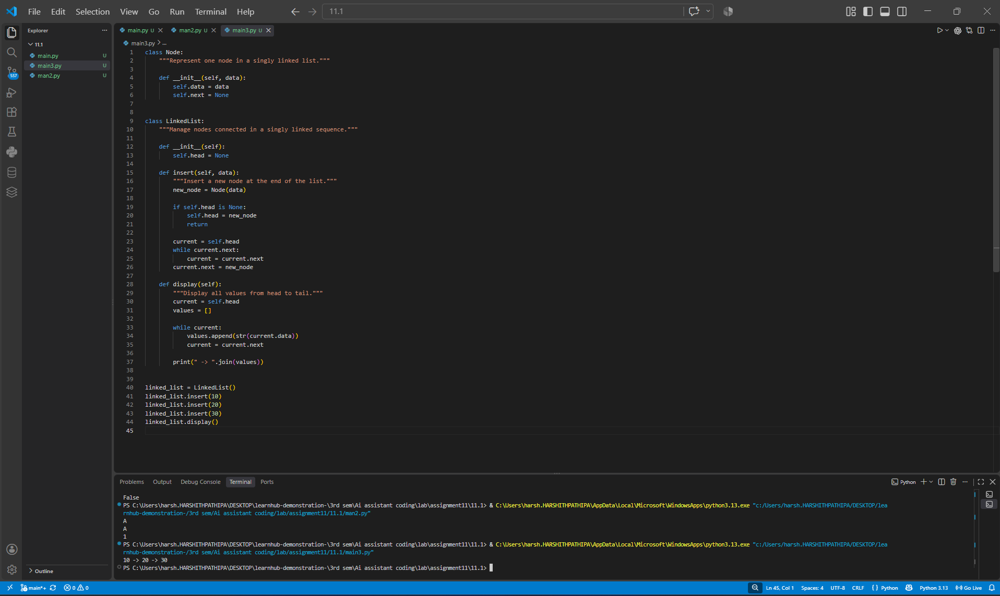 File Edit Selection View Go Run Terminal Help
11.1
Explorer
11.1
main.py U
main3.py U
man2.py U
Outline
557
main.py U
man2.py U
main3.py U
main3.py > ...
1 class Node:
2 """Represent one node in a singly linked list."""
3
4 def __init__(self, data):
5 self.data = data
6 self.next = None
7
8
9 class LinkedList:
10 """Manage nodes connected in a singly linked sequence."""
11
12 def __init__(self):
13 self.head = None
14
15 def insert(self, data):
16 """Insert a new node at the end of the list."""
17 new_node = Node(data)
18
19 if self.head is None:
20 self.head = new_node
21 return
22
23 current = self.head
24 while current.next:
25 current = current.next
26 current.next = new_node
27
28 def display(self):
29 """Display all values from head to tail."""
30 current = self.head
31 values = []
32
33 while current:
34 values.append(str(current.data))
35 current = current.next
36
37 print(" -> ".join(values))
38
39
40 linked_list = LinkedList()
41 linked_list.insert(10)
42 linked_list.insert(20)
43 linked_list.insert(30)
44 linked_list.display()
45
Problems Output Debug Console Terminal Ports
Python
False
PS C:\Users\harsh.HARSHITHPATHIPA\DESKTOP\learnhub-demonstration-\3rd sem\Ai assistant coding\lab\assignment11\11.1> & C:\Users\harsh.HARSHITHPATHIPA\AppData\Local\Microsoft\WindowsApps\python3.13.exe "c:/Users/harsh.HARSHITHPATHIPA/DESKTOP/lea
rnhub-demonstration-/3rd sem/Ai assistant coding/lab/assignment11/11.1/man2.py"
A
A
1
PS C:\Users\harsh.HARSHITHPATHIPA\DESKTOP\learnhub-demonstration-\3rd sem\Ai assistant coding\lab\assignment11\11.1> & C:\Users\harsh.HARSHITHPATHIPA\AppData\Local\Microsoft\WindowsApps\python3.13.exe "c:/Users/harsh.HARSHITHPATHIPA/DESKTOP/lea
rnhub-demonstration-/3rd sem/Ai assistant coding/lab/assignment11/11.1/main3.py"
10 -> 20 -> 30
PS C:\Users\harsh.HARSHITHPATHIPA\DESKTOP\learnhub-demonstration-\3rd sem\Ai assistant coding\lab\assignment11\11.1>
main*+ 0 0 Ln 45, Col 1 Spaces: 4 UTF-8 CRLF {} Python Python 3.13 Go Live